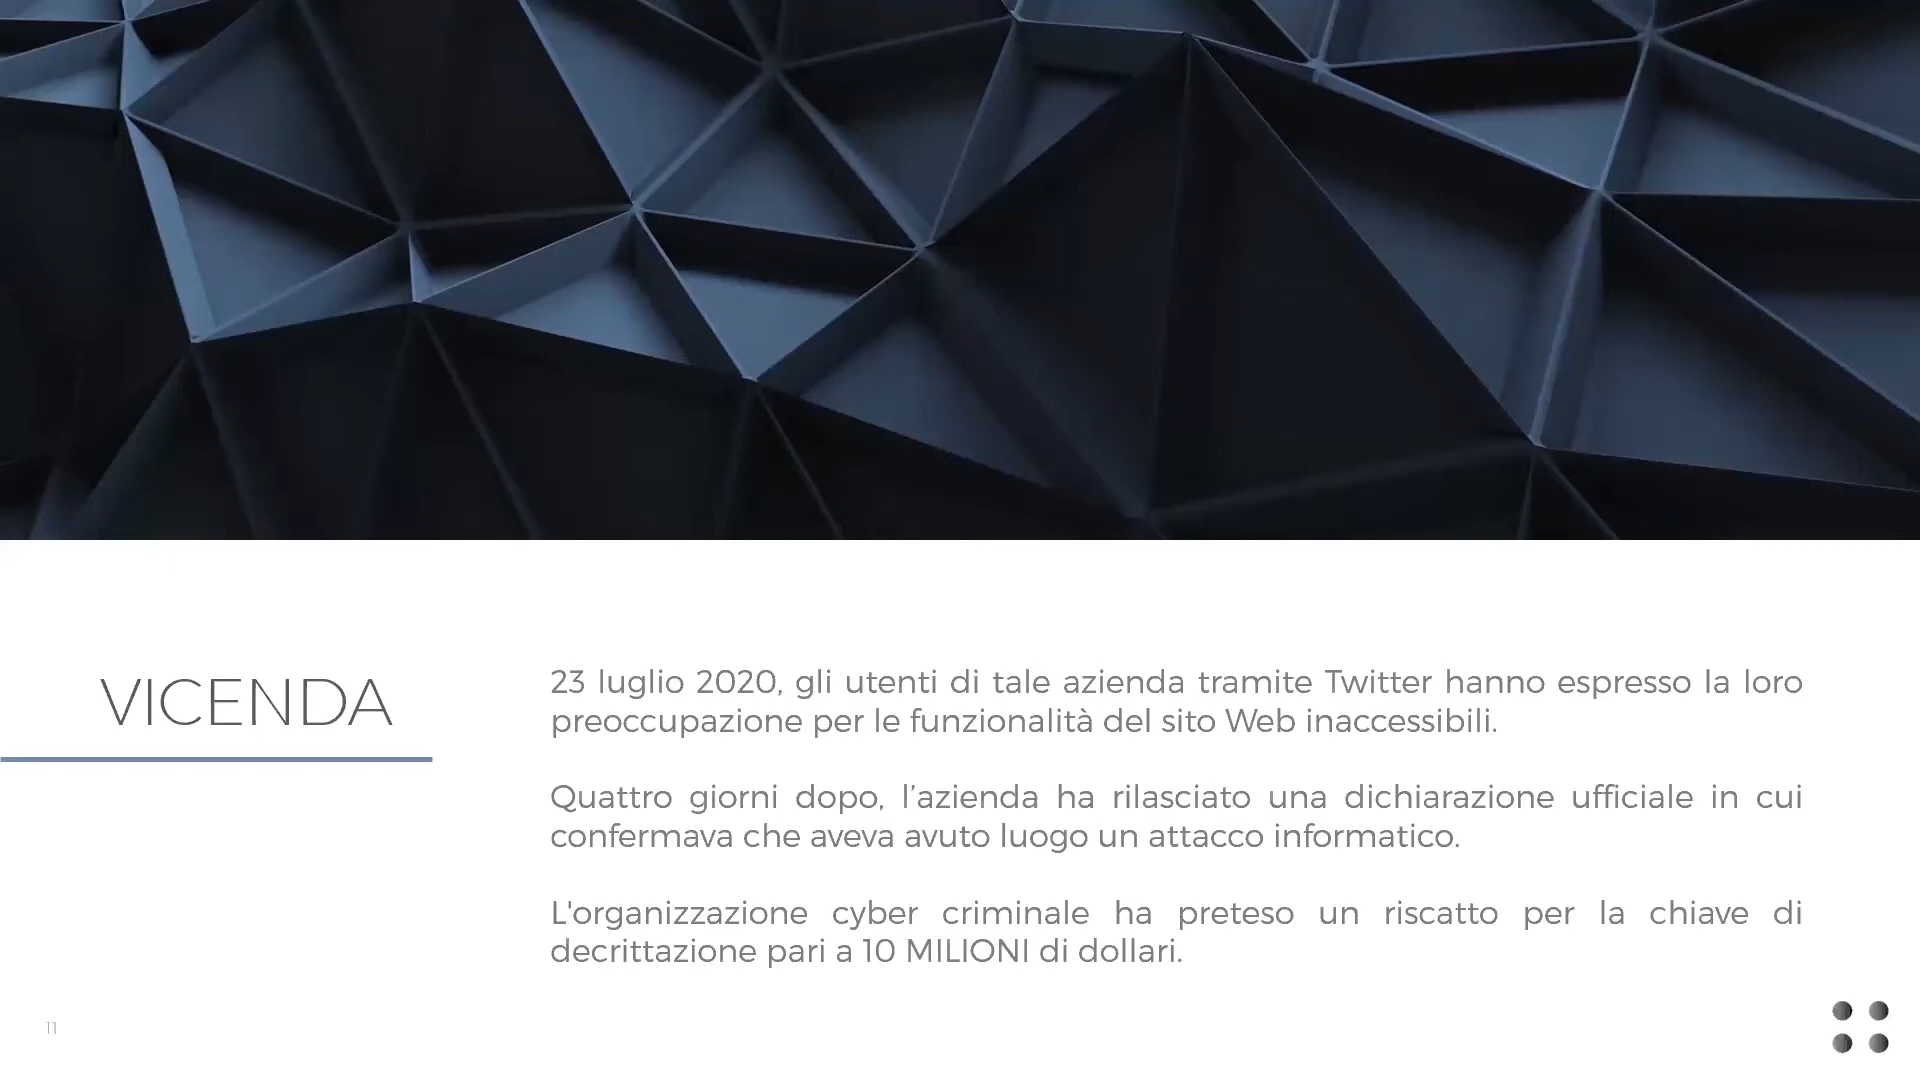 VICENDA
23 luglio 2020, gli utenti di tale azienda tramite Twitter hanno espresso la loro
preoccupazione per le funzionalità del sito Web inaccessibili.
Quattro giorni dopo, l’azienda ha rilasciato una dichiarazione ufficiale in cui
confermava che aveva avuto luogo un attacco informatico.
L'organizzazione cyber criminale ha preteso un riscatto per la chiave di
decrittazione pari a 10 MILIONI di dollari.
11